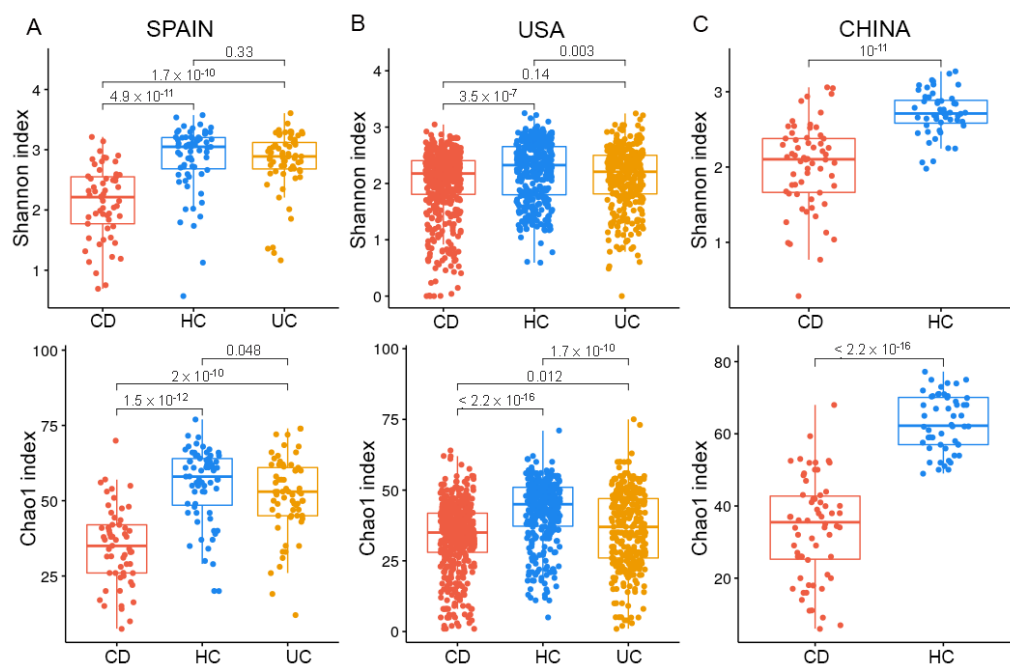 A SPAIN
B USA
C CHINA
Shannon index
4
3
2
1
0.33
1.7 × 10-10
4.9 × 10-11
CD HC UC
Shannon index
4
3
2
1
0
0.003
0.14
3.5 × 10-7
CD HC UC
Shannon index
3
2
1
10-11
CD HC
Chao1 index
100
75
50
25
0.048
2 × 10-10
1.5 × 10-12
CD HC UC
Chao1 index
100
75
50
25
0
1.7 × 10-10
0.012
< 2.2 × 10-16
CD HC UC
Chao1 index
80
60
40
20
< 2.2 × 10-16
CD HC